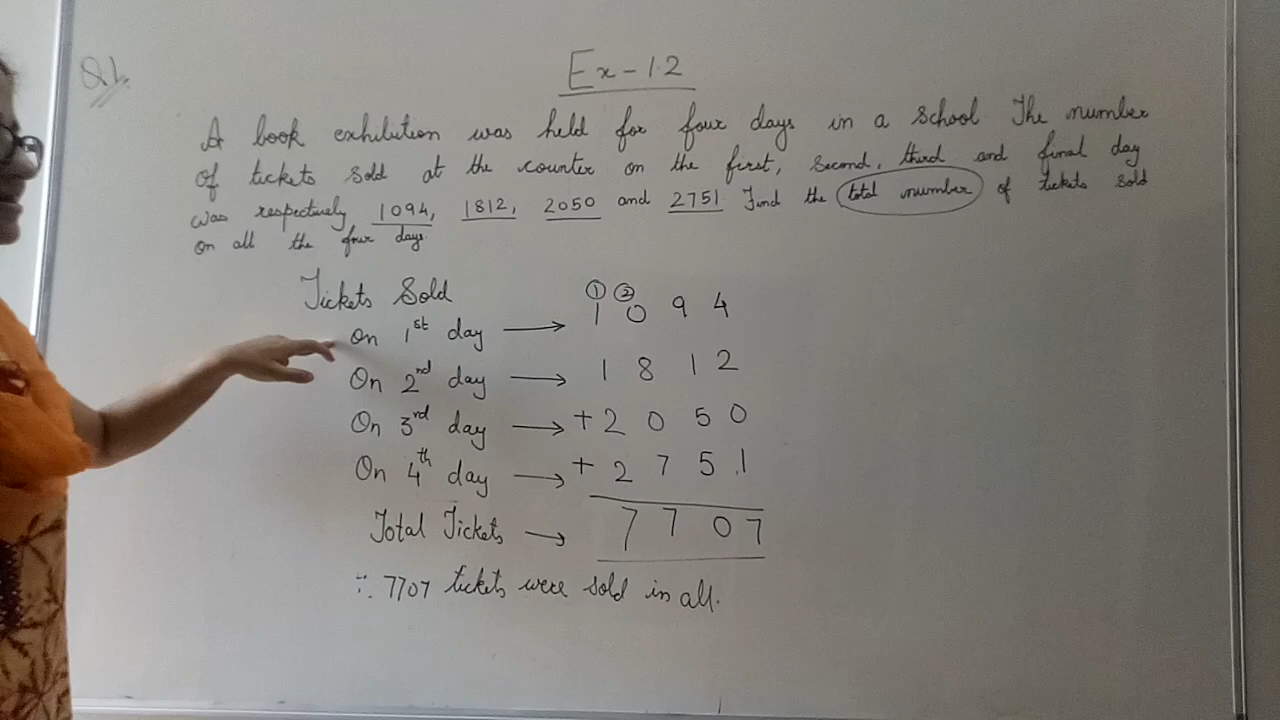 Q1.
Ex-1.2
A book exhibition was held for four days in a school The number
of tickets sold at the counter on the first, second, third and final day
was respectively 1094, 1812, 2050 and 2751. Find the total number of tickets sold
on all the four days.
Tickets Sold
① ②
On 1st day → 1 0 9 4
On 2nd day → 1 8 1 2
On 3rd day → + 2 0 5 0
On 4th day → + 2 7 5 1
Total Tickets → 7 7 0 7
∴ 7707 tickets were sold in all.